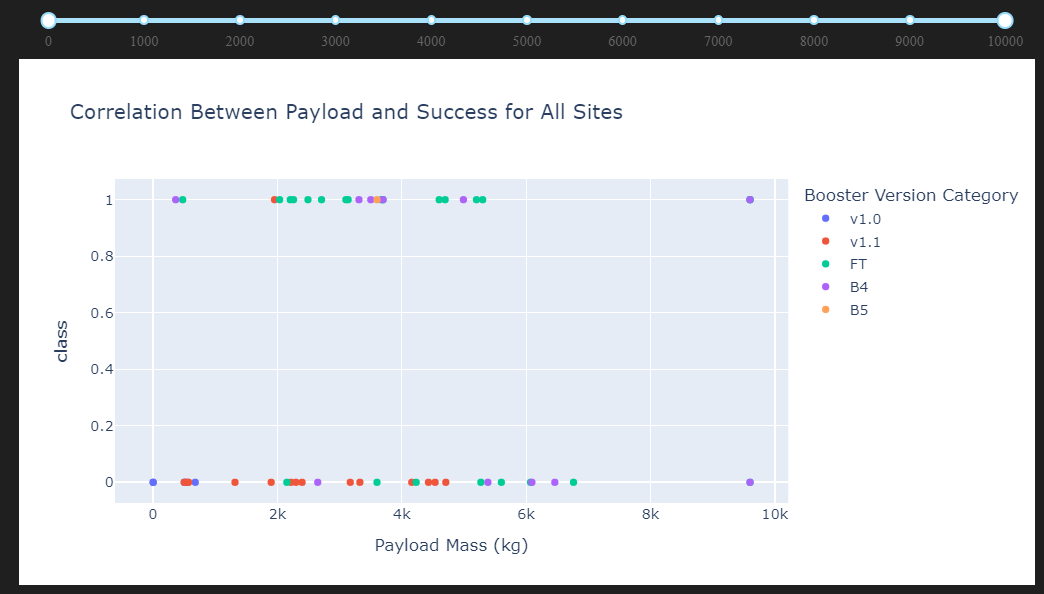 0 1000 2000 3000 4000 5000 6000 7000 8000 9000 10000
Correlation Between Payload and Success for All Sites
1
0.8
0.6
0.4
0.2
0
class
0 2k 4k 6k 8k 10k
Payload Mass (kg)
Booster Version Category
v1.0
v1.1
FT
B4
B5